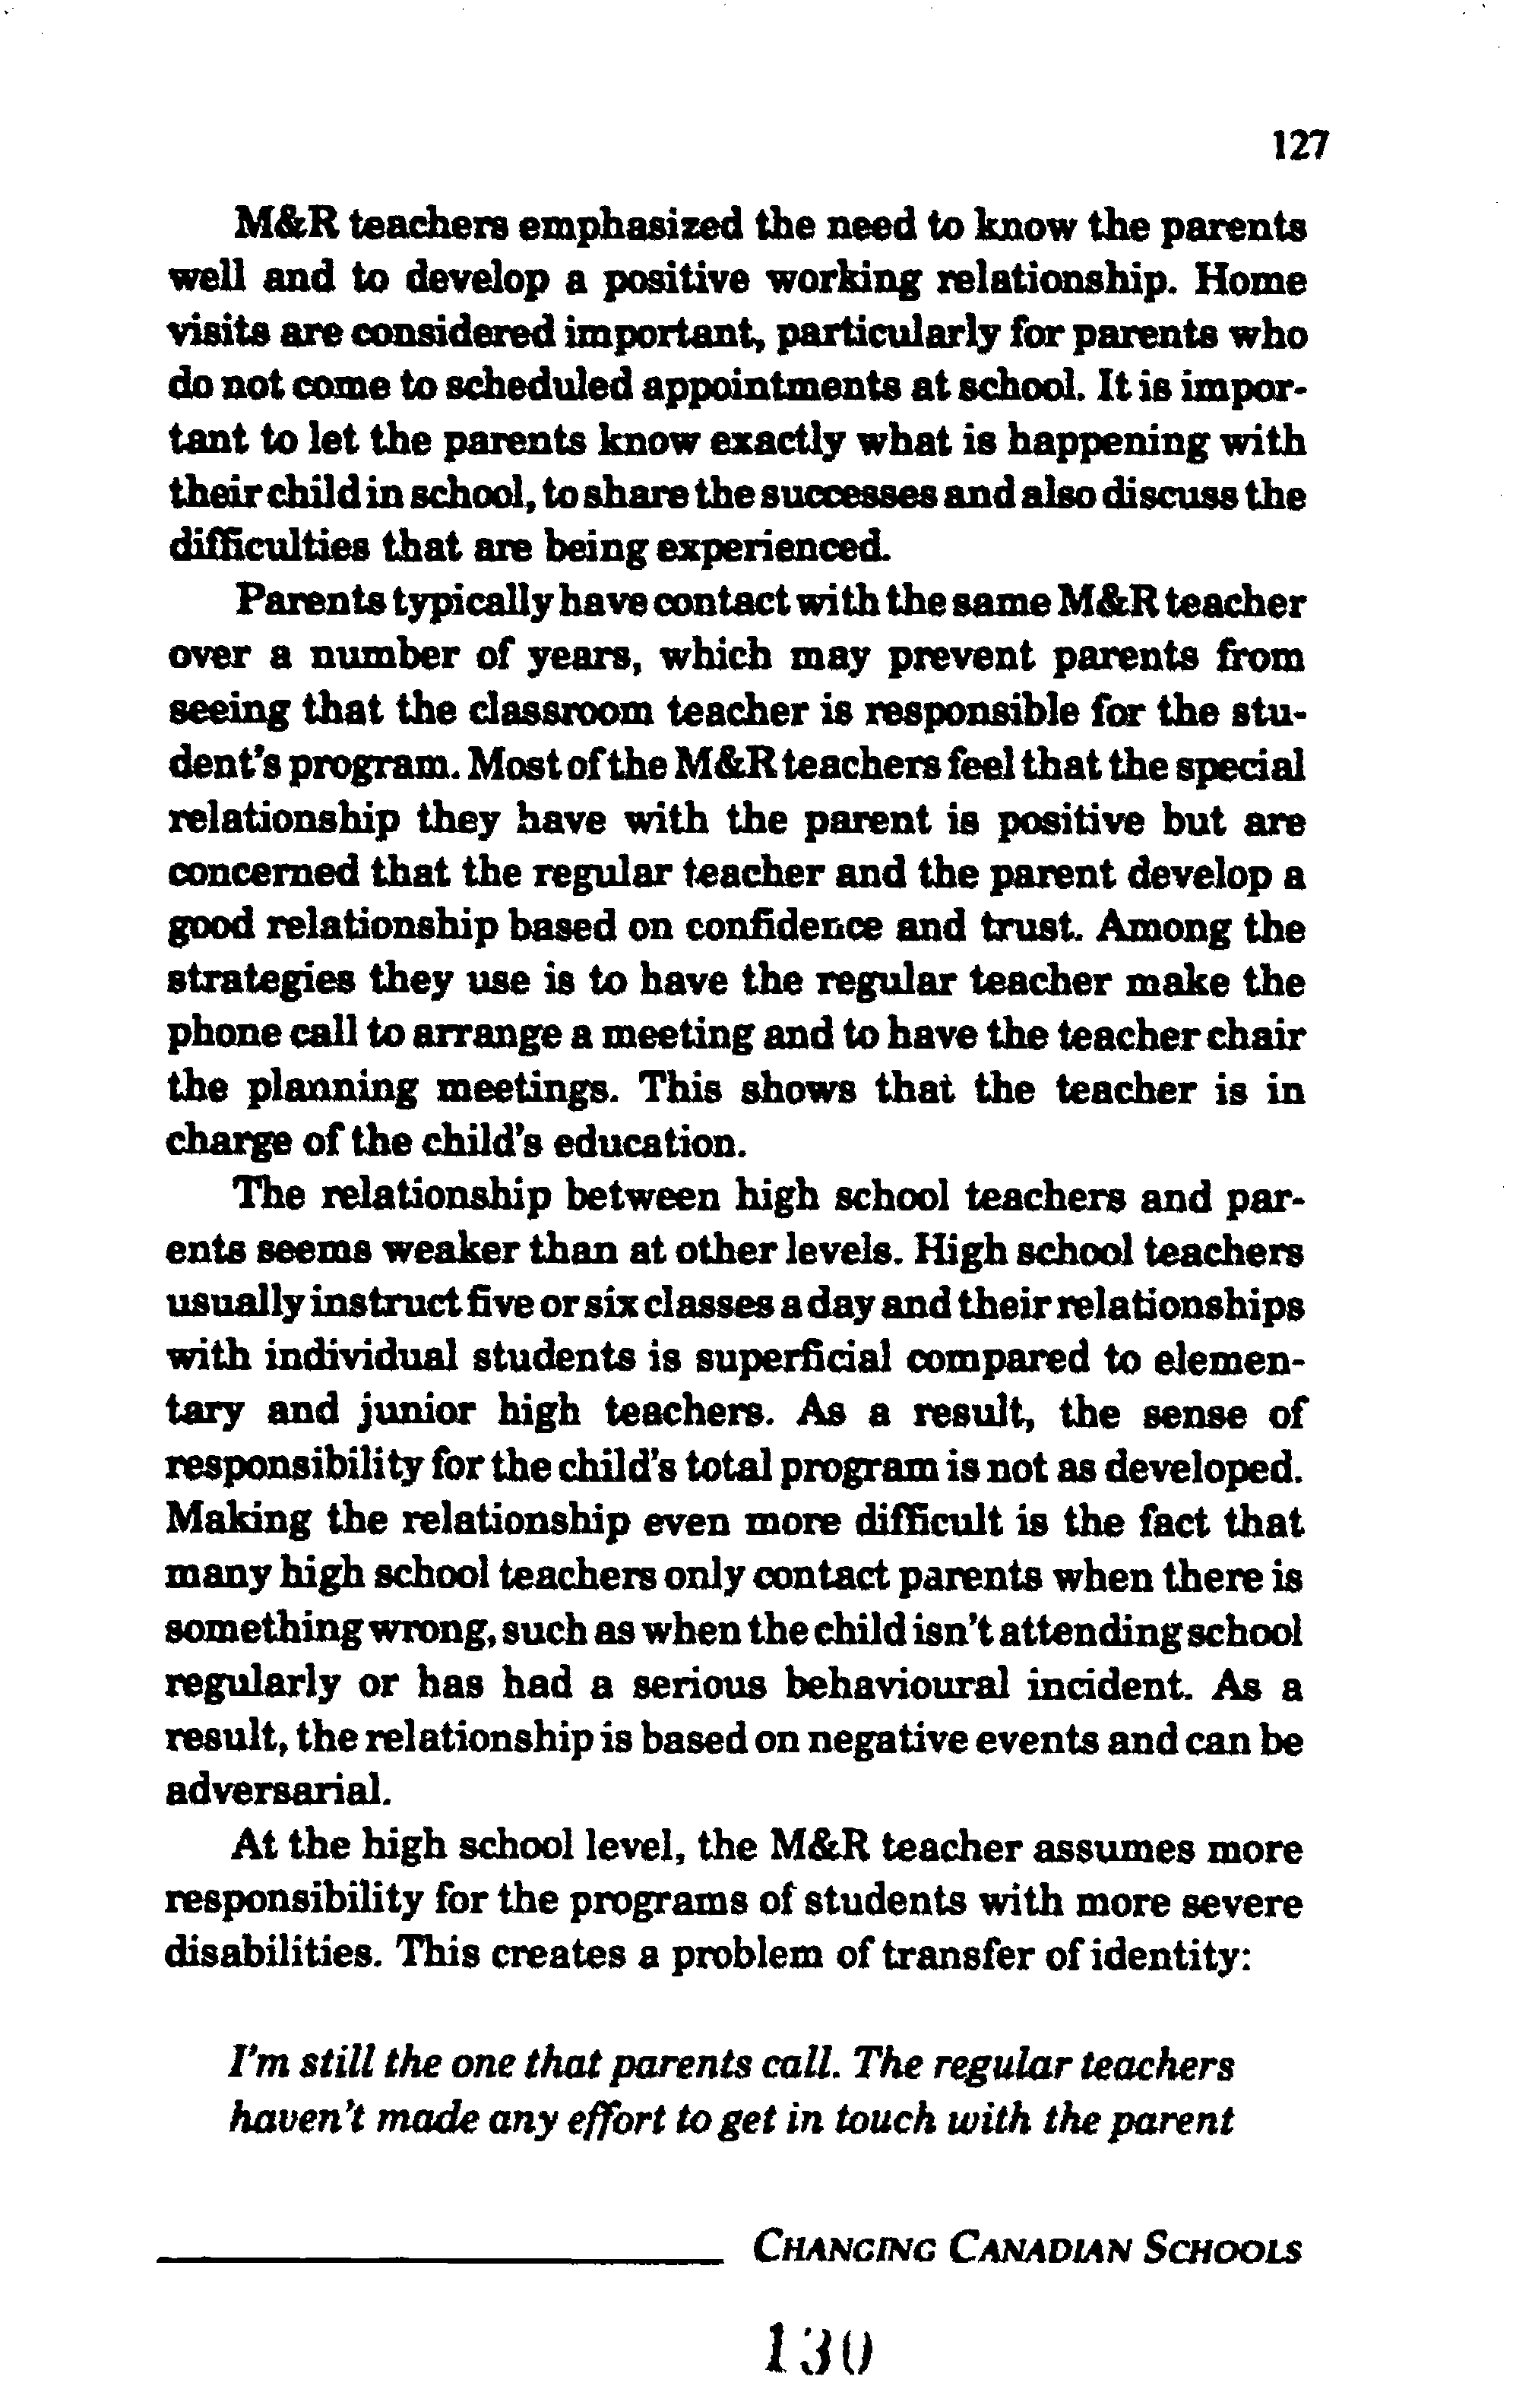 127
M&R teachers emphasized the need to know the parents
well and to develop a positive working relationship. Home
visits are considered important, particularly for parents who
do not come to scheduled appointments at school. It is impor-
tant to let the parents know exactly what is happening with
their child in school, to share the successes and also discuss the
difficulties that are being experienced.
Parents typically have contact with the same M&R teacher
over a number of years, which may prevent parents from
seeing that the classroom teacher is responsible for the stu-
dent's program. Most of the M&R teachers feel that the special
relationship they have with the parent is positive but are
concerned that the regular teacher and the parent develop a
good relationship based on confidence and trust. Among the
strategies they use is to have the regular teacher make the
phone call to arrange a meeting and to have the teacher chair
the planning meetings. This shows that the teacher is in
charge of the child's education.
The relationship between high school teachers and par-
ents seems weaker than at other levels. High school teachers
usually instruct five or six classes a day and their relationships
with individual students is superficial compared to elemen-
tary and junior high teachers. As a result, the sense of
responsibility for the child's total program is not as developed.
Making the relationship even more difficult is the fact that
many high school teachers only contact parents when there is
something wrong, such as when the child isn't attending school
regularly or has had a serious behavioural incident. As a
result, the relationship is based on negative events and can be
adversarial.
At the high school level, the M&R teacher assumes more
responsibility for the programs of students with more severe
disabilities. This creates a problem of transfer of identity:
I'm still the one that parents call. The regular teachers
haven't made any effort to get in touch with the parent
CHANGING CANADIAN SCHOOLS
130